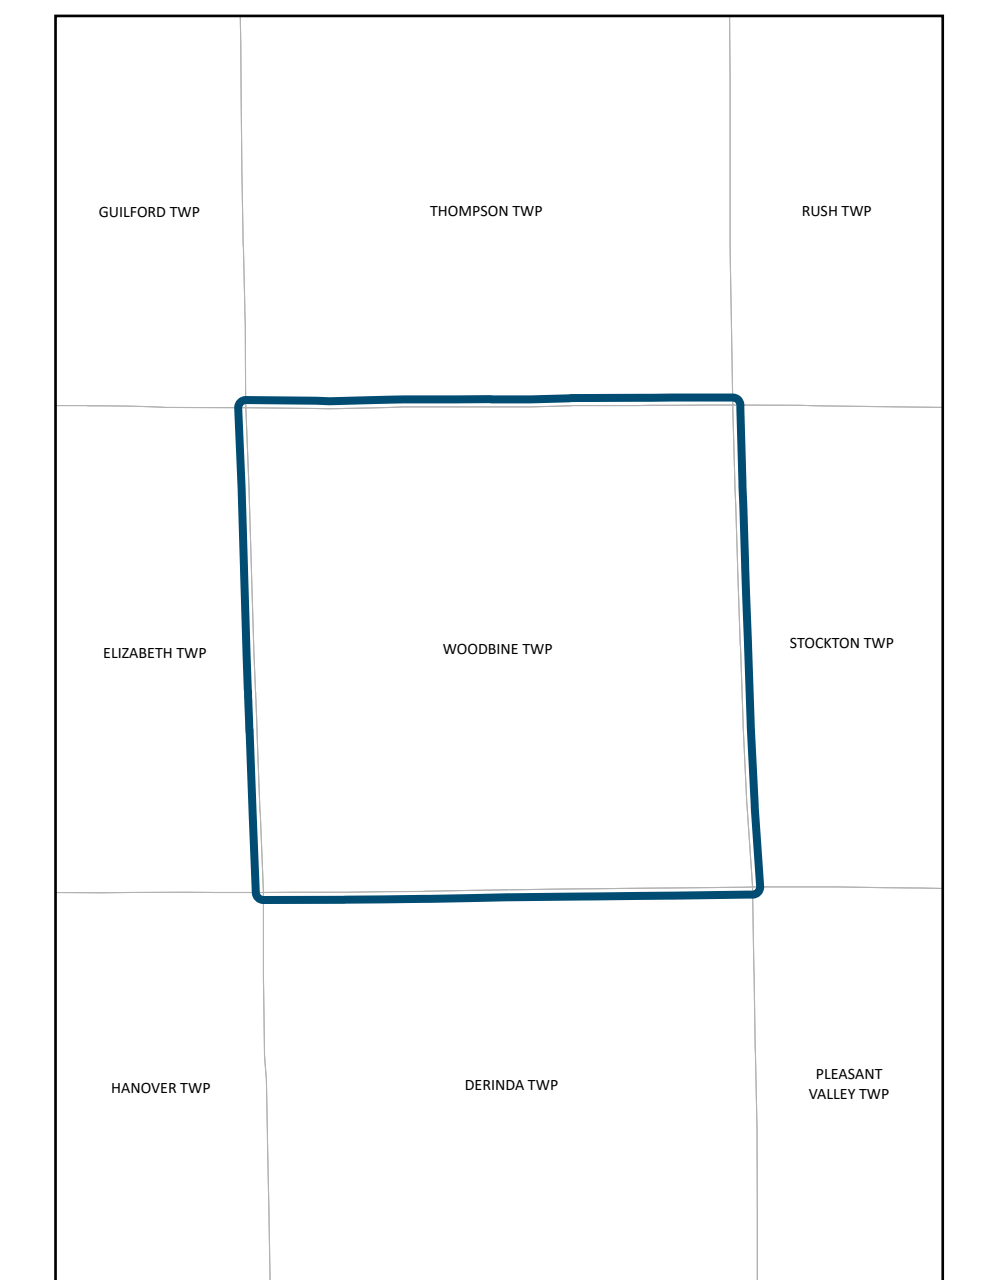 GUILFORD TWP
THOMPSON TWP
RUSH TWP
ELIZABETH TWP
WOODBINE TWP
STOCKTON TWP
HANOVER TWP
DERINDA TWP
PLEASANT
VALLEY TWP